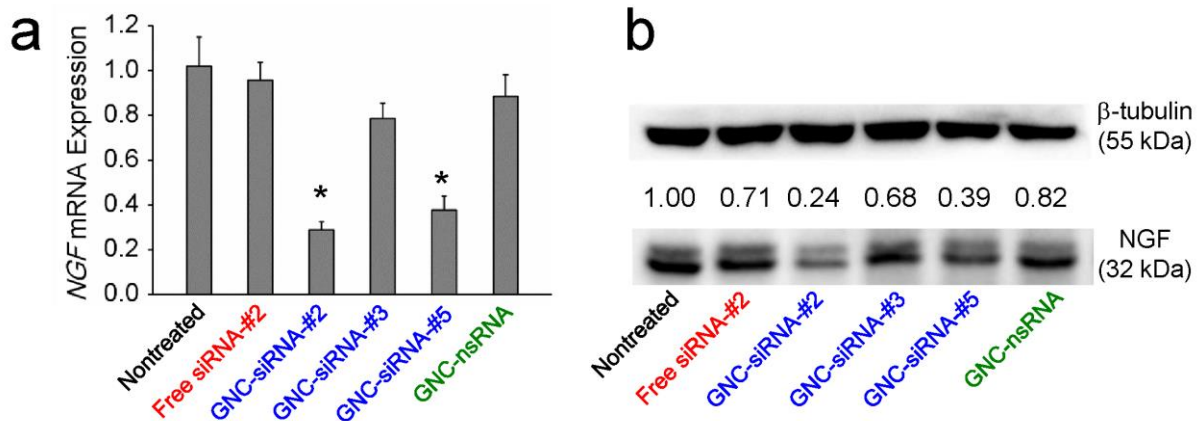 a
NGF mRNA Expression
1.2
1.0
0.8
0.6
0.4
0.2
0.0
*
*
Nontreated
Free siRNA-#2
GNC-siRNA-#2
GNC-siRNA-#3
GNC-siRNA-#5
GNC-nsRNA
b
β-tubulin
(55 kDa)
1.00 0.71 0.24 0.68 0.39 0.82
NGF
(32 kDa)
Nontreated
Free siRNA-#2
GNC-siRNA-#2
GNC-siRNA-#3
GNC-siRNA-#5
GNC-nsRNA